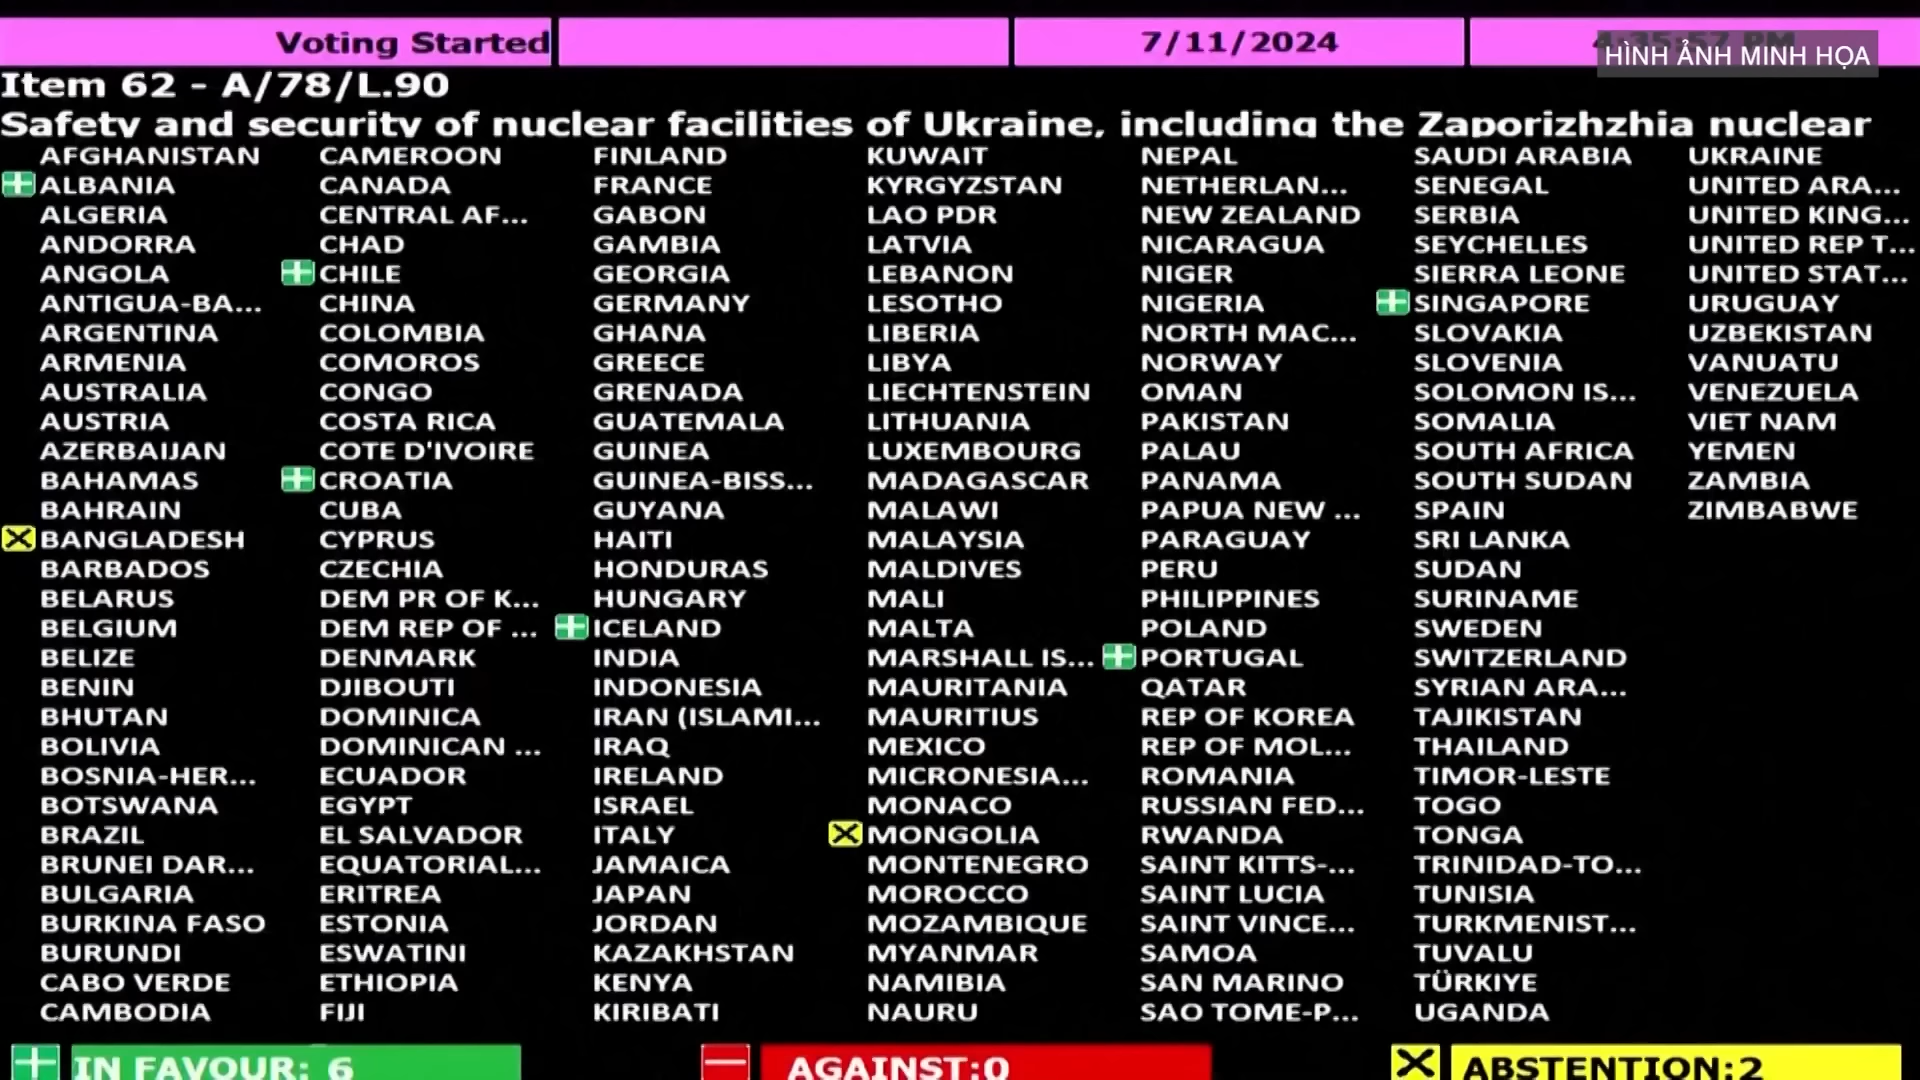 Voting Started 7/11/2024
HÌNH ẢNH MINH HỌA
Item 62 - A/78/L.90
Safety and security of nuclear facilities of Ukraine, including the Zaporizhzhia nuclear
AFGHANISTAN CAMEROON FINLAND KUWAIT NEPAL SAUDI ARABIA UKRAINE
ALBANIA CANADA FRANCE KYRGYZSTAN NETHERLAN... SENEGAL UNITED ARA...
ALGERIA CENTRAL AF... GABON LAO PDR NEW ZEALAND SERBIA UNITED KING...
ANDORRA CHAD GAMBIA LATVIA NICARAGUA SEYCHELLES UNITED REP T...
ANGOLA CHILE GEORGIA LEBANON NIGER SIERRA LEONE UNITED STAT...
ANTIGUA-BA... CHINA GERMANY LESOTHO NIGERIA SINGAPORE URUGUAY
ARGENTINA COLOMBIA GHANA LIBERIA NORTH MAC... SLOVAKIA UZBEKISTAN
ARMENIA COMOROS GREECE LIBYA NORWAY SLOVENIA VANUATU
AUSTRALIA CONGO GRENADA LIECHTENSTEIN OMAN SOLOMON IS... VENEZUELA
AUSTRIA COSTA RICA GUATEMALA LITHUANIA PAKISTAN SOMALIA VIET NAM
AZERBAIJAN COTE D'IVOIRE GUINEA LUXEMBOURG PALAU SOUTH AFRICA YEMEN
BAHAMAS CROATIA GUINEA-BISS... MADAGASCAR PANAMA SOUTH SUDAN ZAMBIA
BAHRAIN CUBA GUYANA MALAWI PAPUA NEW ... SPAIN ZIMBABWE
BANGLADESH CYPRUS HAITI MALAYSIA PARAGUAY SRI LANKA
BARBADOS CZECHIA HONDURAS MALDIVES PERU SUDAN
BELARUS DEM PR OF K... HUNGARY MALI PHILIPPINES SURINAME
BELGIUM DEM REP OF ... ICELAND MALTA POLAND SWEDEN
BELIZE DENMARK INDIA MARSHALL IS... PORTUGAL SWITZERLAND
BENIN DJIBOUTI INDONESIA MAURITANIA QATAR SYRIAN ARA...
BHUTAN DOMINICA IRAN (ISLAMI... MAURITIUS REP OF KOREA TAJIKISTAN
BOLIVIA DOMINICAN ... IRAQ MEXICO REP OF MOL... THAILAND
BOSNIA-HER... ECUADOR IRELAND MICRONESIA... ROMANIA TIMOR-LESTE
BOTSWANA EGYPT ISRAEL MONACO RUSSIAN FED... TOGO
BRAZIL EL SALVADOR ITALY MONGOLIA RWANDA TONGA
BRUNEI DAR... EQUATORIAL... JAMAICA MONTENEGRO SAINT KITTS-... TRINIDAD-TO...
BULGARIA ERITREA JAPAN MOROCCO SAINT LUCIA TUNISIA
BURKINA FASO ESTONIA JORDAN MOZAMBIQUE SAINT VINCE... TURKMENIST...
BURUNDI ESWATINI KAZAKHSTAN MYANMAR SAMOA TUVALU
CABO VERDE ETHIOPIA KENYA NAMIBIA SAN MARINO TÜRKIYE
CAMBODIA FIJI KIRIBATI NAURU SAO TOME-P... UGANDA
IN FAVOUR: 6 AGAINST:0 ABSTENTION:2